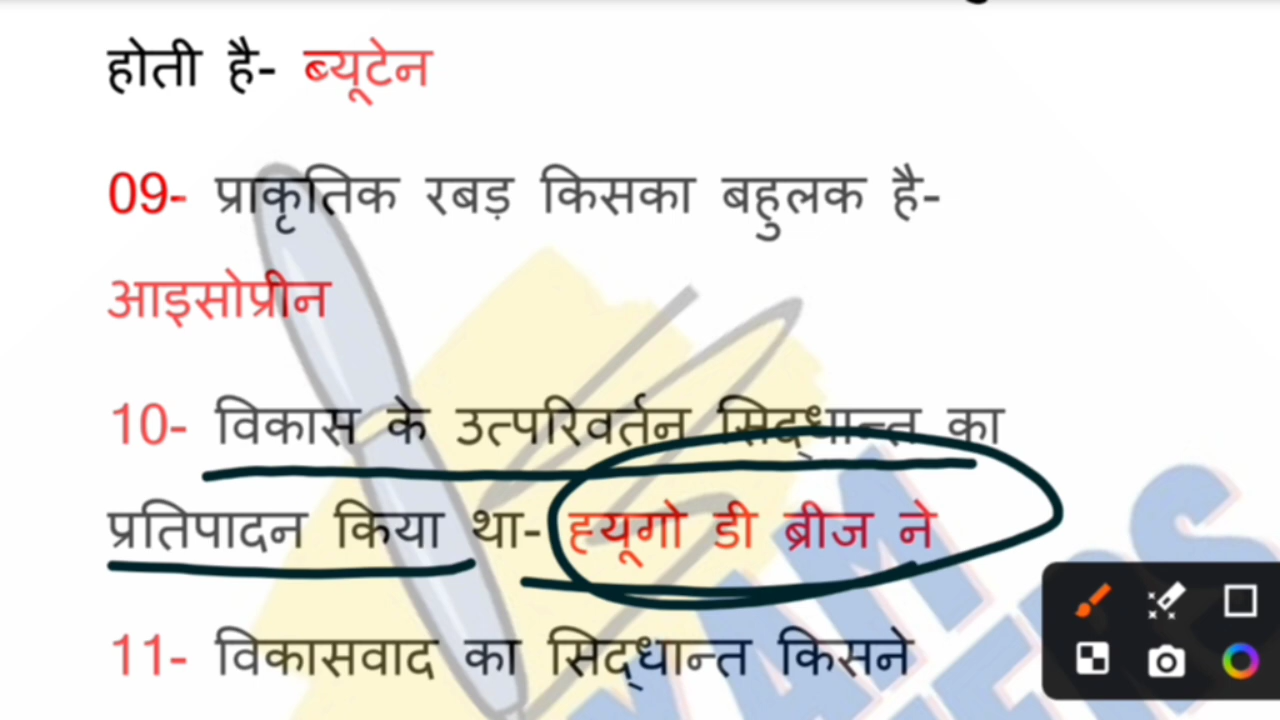 होती है- ब्यूटेन
09- प्राकृतिक रबड़ किसका बहुलक है-
आइसोप्रीन
10- विकास के उत्परिवर्तन सिद्धान्त का
प्रतिपादन किया था- ह्यूगो डी ब्रीज ने
11- विकासवाद का सिद्धान्त किसने